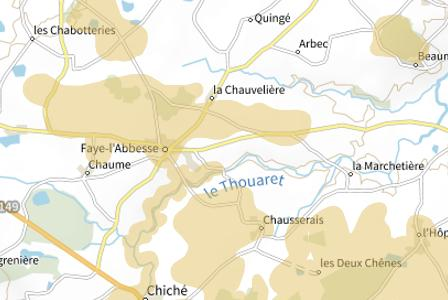 Quingé
les Chabotteries
Arbec
Beaum
la Chauvelière
Faye-l'Abbesse
Chaume
la Marchetière
le Thouaret
149
Chausserais
l'Hôp
grenière
les Deux Chênes
Chiché